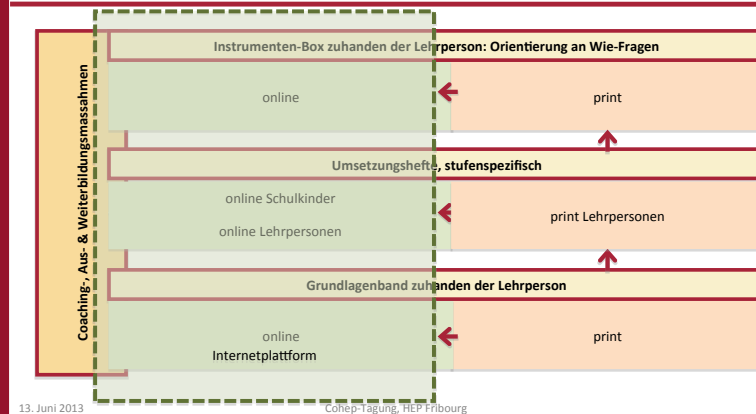 Instrumenten-Box zuhanden der Lehrperson: Orientierung an Wie-Fragen
Coaching-, Aus- & Weiterbildungsmassahmen
online
print
Umsetzungshefte, stufenspezifisch
online Schulkinder
online Lehrpersonen
print Lehrpersonen
Grundlagenband zuhanden der Lehrperson
online
Internetplattform
print
13. Juni 2013
Cohep-Tagung, HEP Fribourg